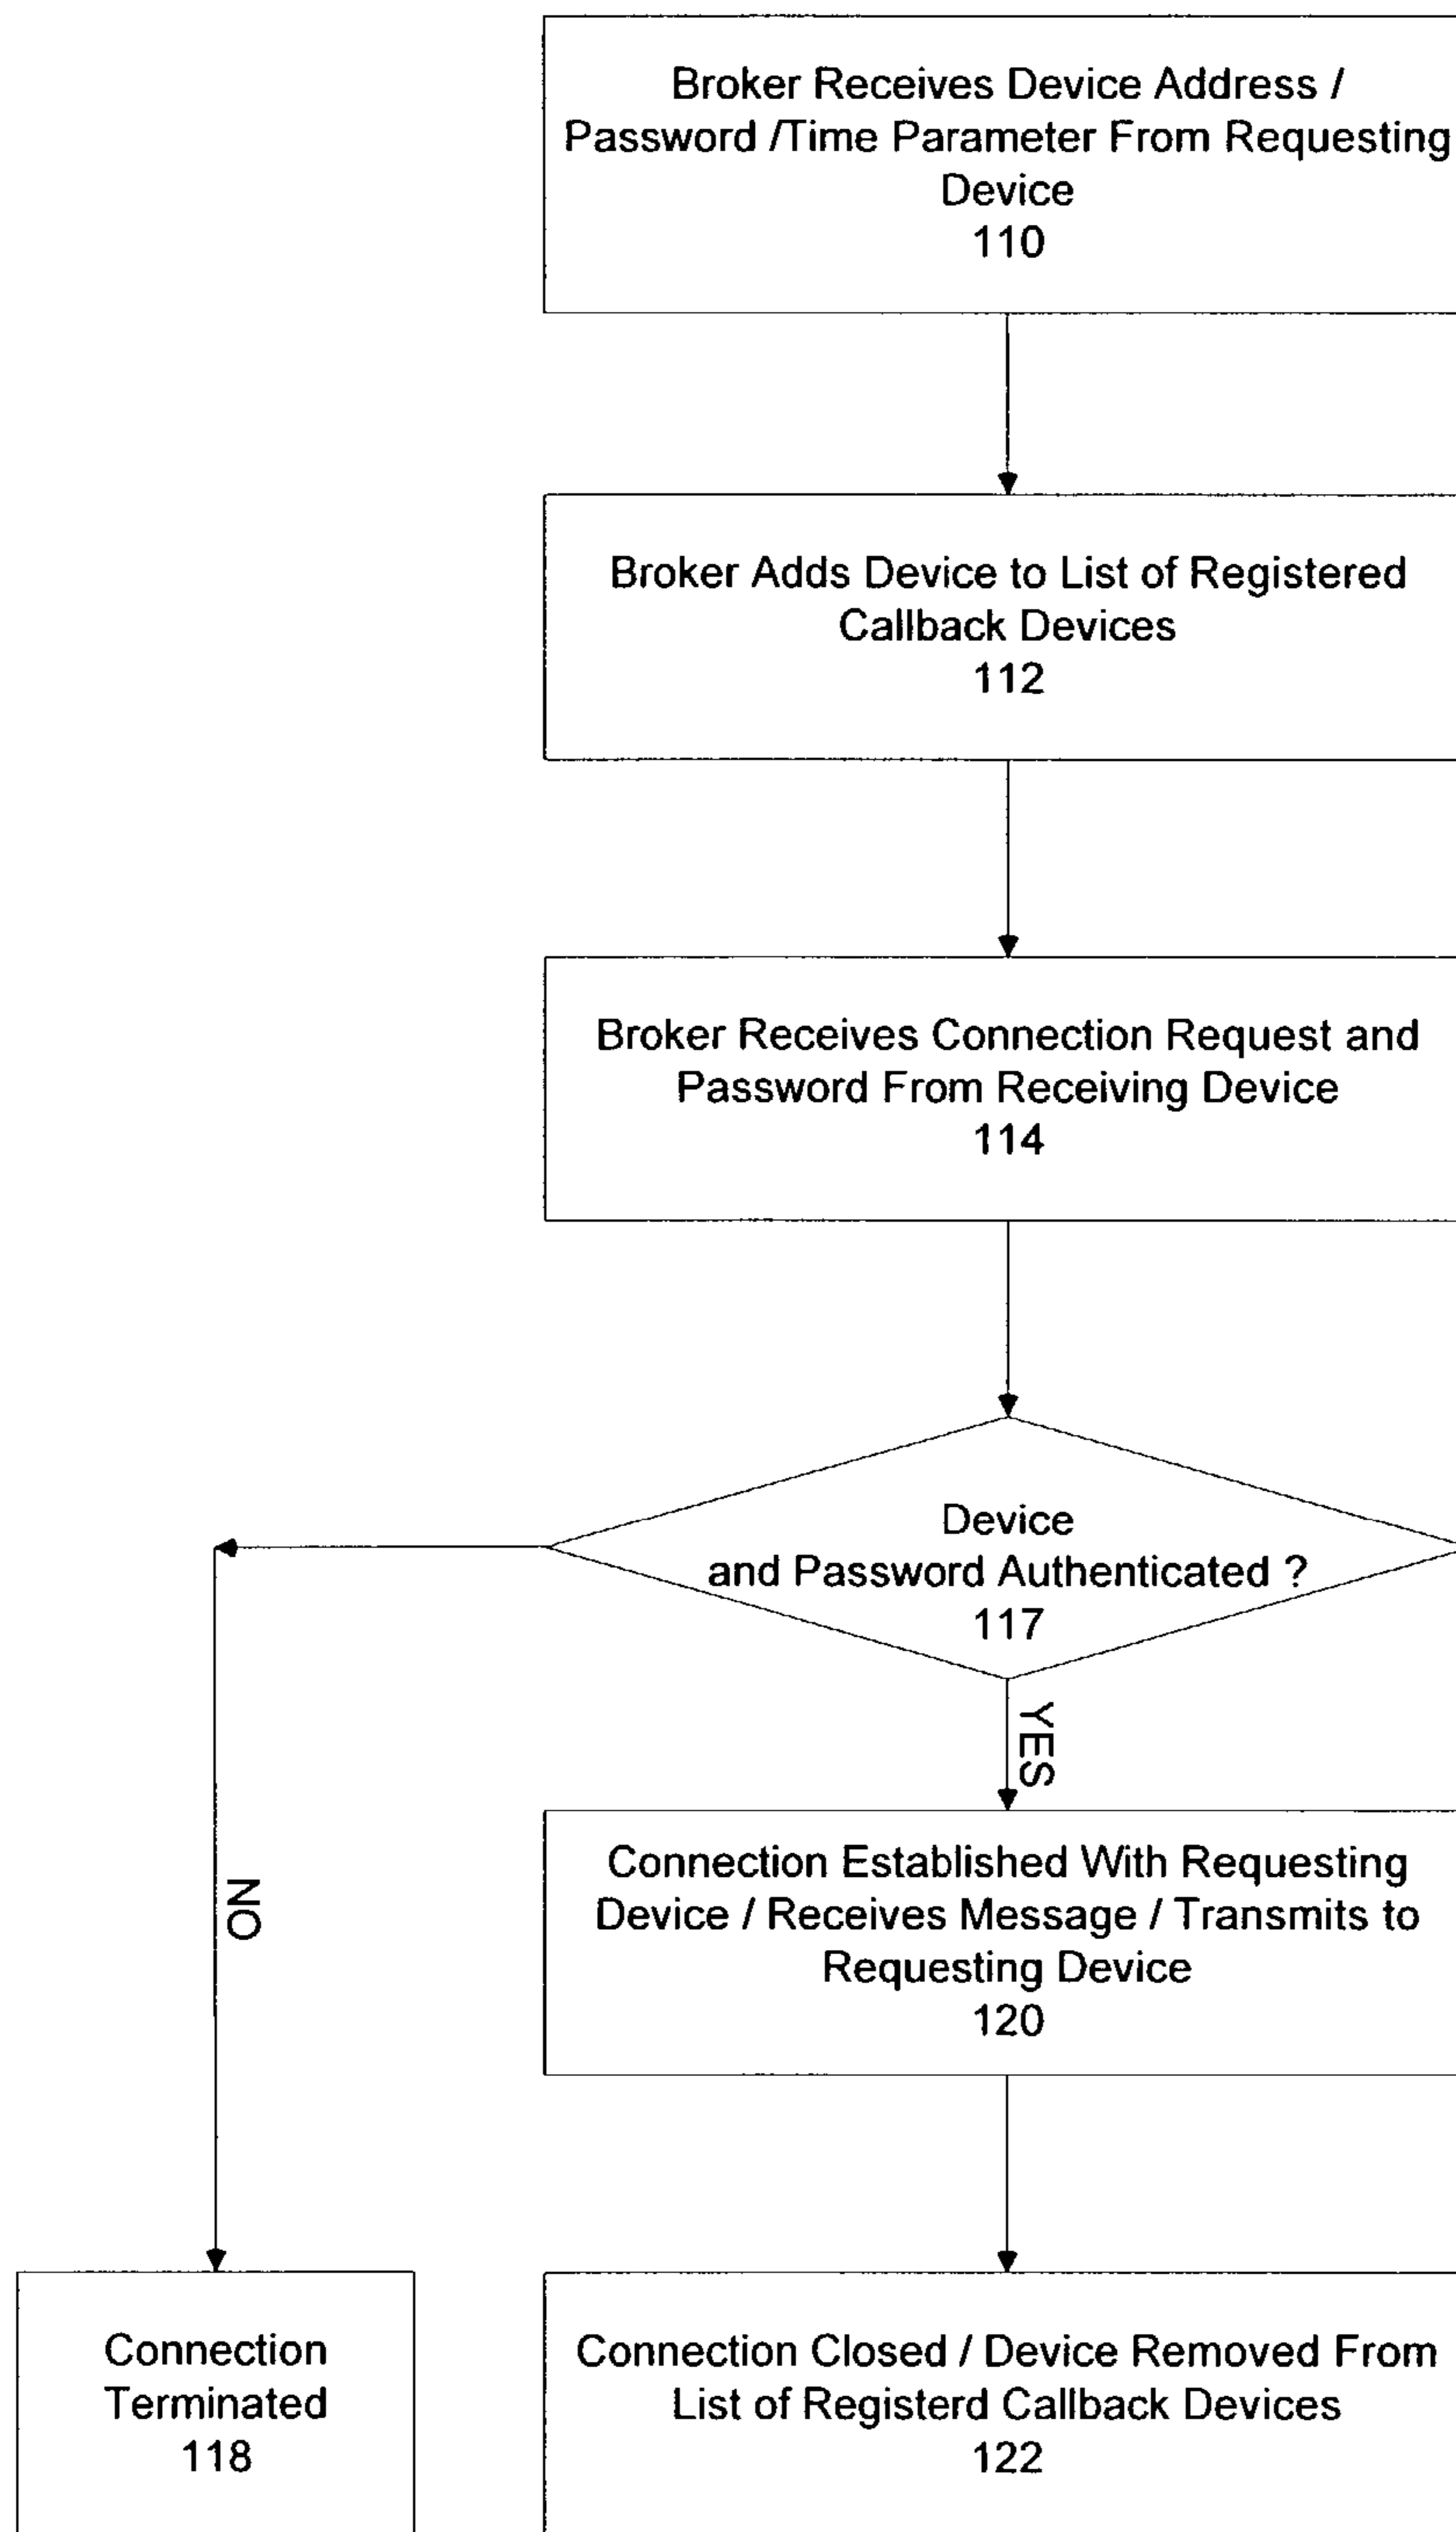 Broker Receives Device Address /
Password /Time Parameter From Requesting
Device
110
Broker Adds Device to List of Registered
Callback Devices
112
Broker Receives Connection Request and
Password From Receiving Device
114
Device
and Password Authenticated ?
117
YES
NO
Connection Established With Requesting
Device / Receives Message / Transmits to
Requesting Device
120
Connection
Terminated
118
Connection Closed / Device Removed From
List of Registerd Callback Devices
122